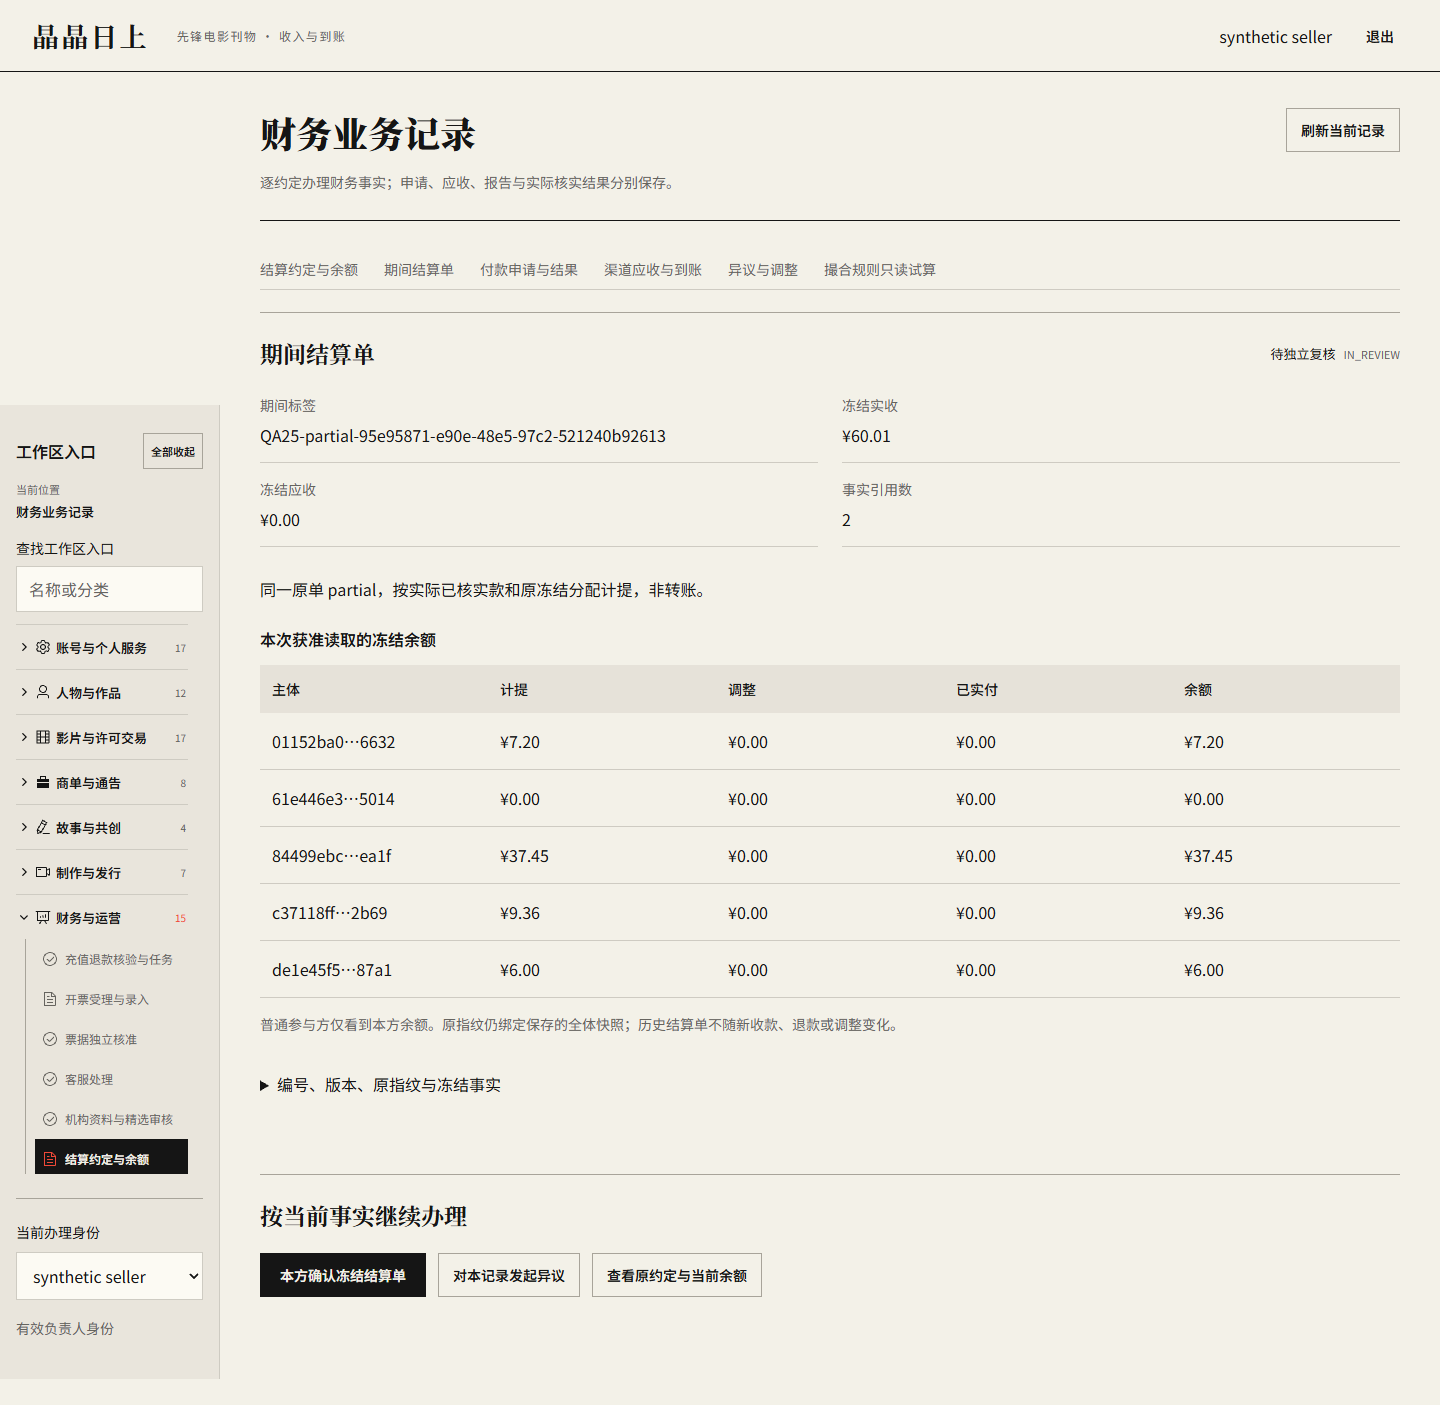 晶晶日上
先锋电影刊物 • 收入与到账
synthetic seller
退出
财务业务记录
刷新当前记录
逐约定办理财务事实；申请、应收、报告与实际核实结果分别保存。
结算约定与余额 期间结算单 付款申请与结果 渠道应收与到账 异议与调整 撮合规则只读试算
期间结算单
待独立复核 IN_REVIEW
期间标签
QA25-partial-95e95871-e90e-48e5-97c2-521240b92613
冻结实收
¥60.01
冻结应收
¥0.00
事实引用数
2
同一原单 partial，按实际已核实款和原冻结分配计提，非转账。
本次获准读取的冻结余额
主体 计提 调整 已实付 余额
01152ba0…6632 ¥7.20 ¥0.00 ¥0.00 ¥7.20
61e446e3…5014 ¥0.00 ¥0.00 ¥0.00 ¥0.00
84499ebc…ea1f ¥37.45 ¥0.00 ¥0.00 ¥37.45
c37118ff…2b69 ¥9.36 ¥0.00 ¥0.00 ¥9.36
de1e45f5…87a1 ¥6.00 ¥0.00 ¥0.00 ¥6.00
普通参与方仅看到本方余额。原指纹仍绑定保存的全体快照；历史结算单不随新收款、退款或调整变化。
编号、版本、原指纹与冻结事实
按当前事实继续办理
本方确认冻结结算单
对本记录发起异议
查看原约定与当前余额
工作区入口
全部收起
当前位置
财务业务记录
查找工作区入口
名称或分类
账号与个人服务 17
人物与作品 12
影片与许可交易 17
商单与通告 8
故事与共创 4
制作与发行 7
财务与运营 15
充值退款核验与任务
开票受理与录入
票据独立核准
客服处理
机构资料与精选审核
结算约定与余额
当前办理身份
synthetic seller
有效负责人身份